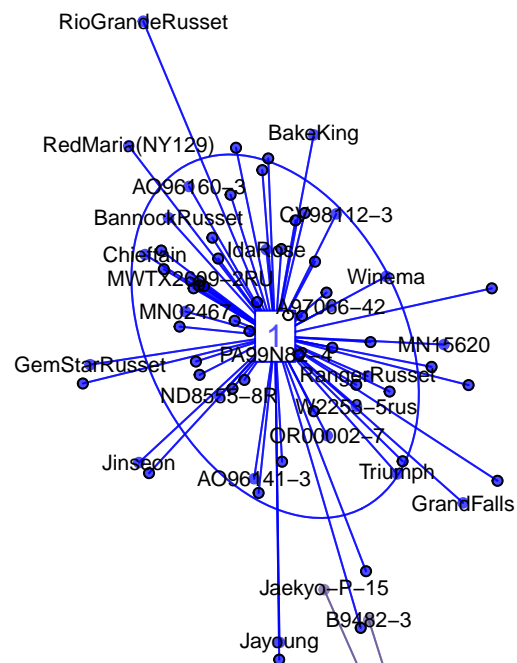 RioGrandeRusset
BakeKing
RedMaria(NY129)
AO96160−3
BannockRusset
CV98112−3
IdaRose
Chieftain
MWTX2609−2RU
Winema
A97066−42
MN02467
1
MN15620
PA99N82−4
GemStarRusset
RangerRusset
ND8555−8R
W2253−5rus
OR00002−7
Jinseon
AO96141−3
Triumph
GrandFalls
Jaekyo−P−15
B9482−3
Jayoung